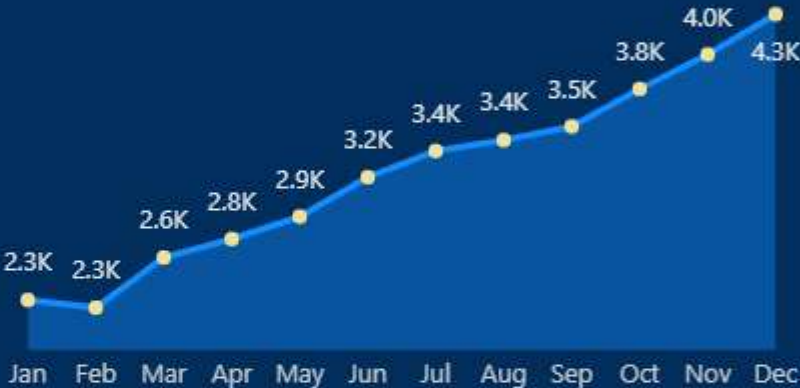 4.0K
4.3K
3.8K
3.5K
3.4K
3.4K
3.2K
2.9K
2.8K
2.6K
2.3K
2.3K
Jan Feb Mar Apr May Jun Jul Aug Sep Oct Nov Dec